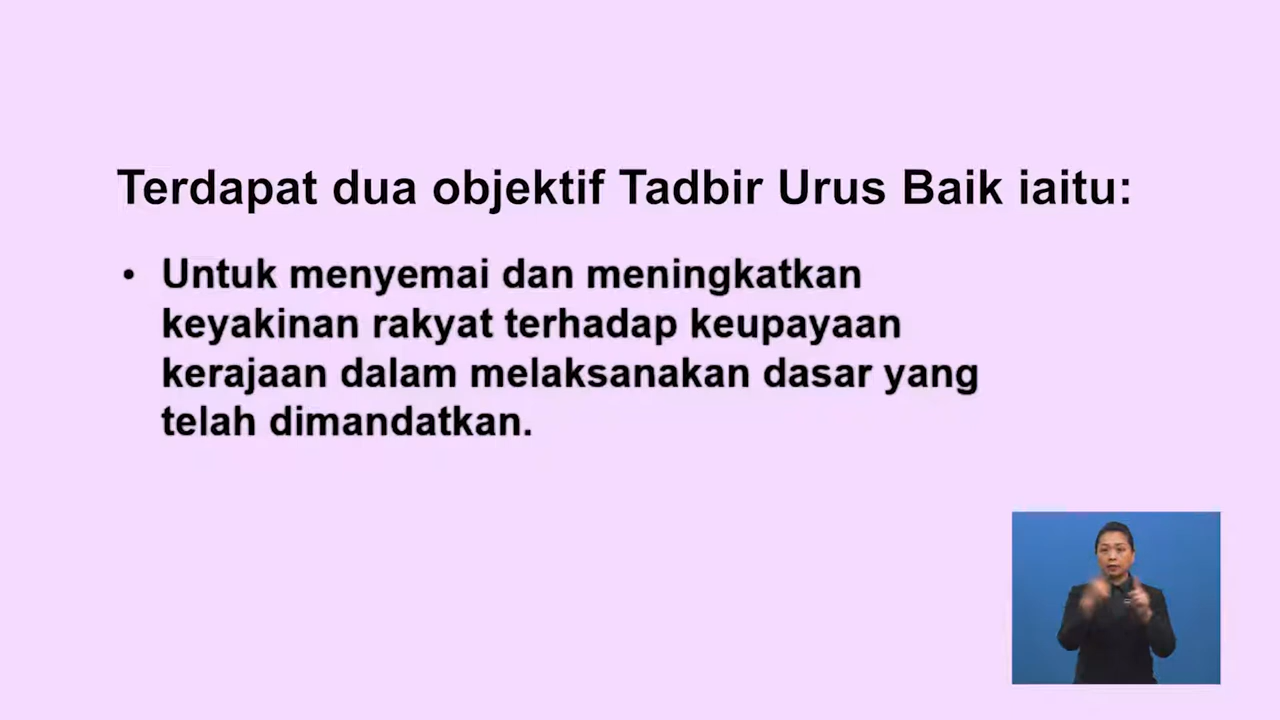 Terdapat dua objektif Tadbir Urus Baik iaitu:
• Untuk menyemai dan meningkatkan
keyakinan rakyat terhadap keupayaan
kerajaan dalam melaksanakan dasar yang
telah dimandatkan.